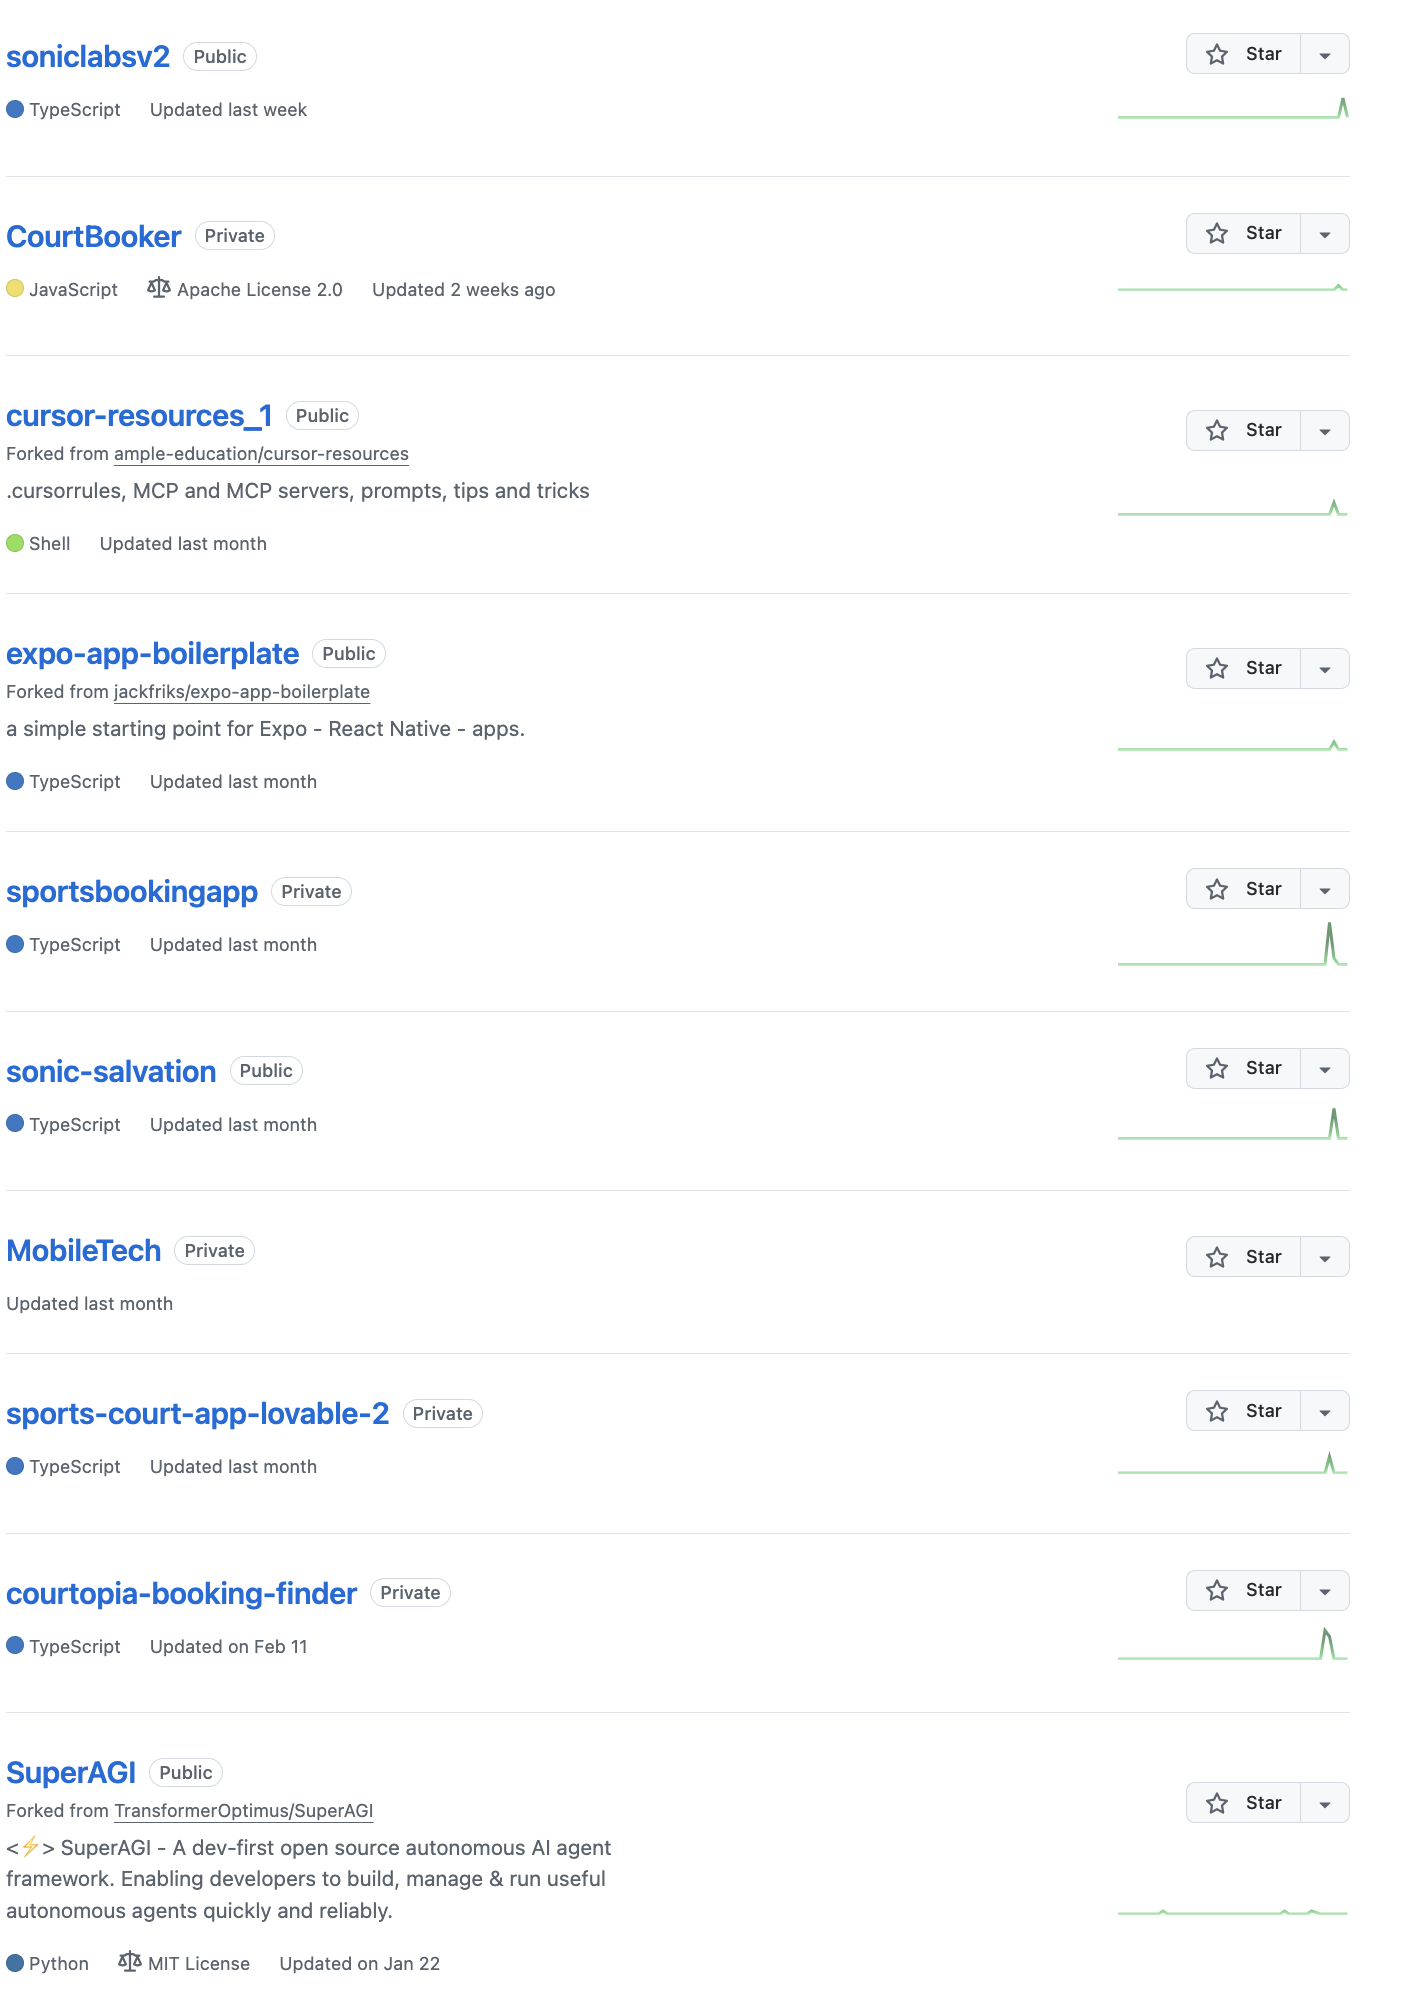 soniclabsv2 Public Star
TypeScript Updated last week
CourtBooker Private Star
JavaScript Apache License 2.0 Updated 2 weeks ago
cursor-resources_1 Public Star
Forked from ample-education/cursor-resources
.cursorrules, MCP and MCP servers, prompts, tips and tricks
Shell Updated last month
expo-app-boilerplate Public Star
Forked from jackfriks/expo-app-boilerplate
a simple starting point for Expo - React Native - apps.
TypeScript Updated last month
sportsbookingapp Private Star
TypeScript Updated last month
sonic-salvation Public Star
TypeScript Updated last month
MobileTech Private Star
Updated last month
sports-court-app-lovable-2 Private Star
TypeScript Updated last month
courtopia-booking-finder Private Star
TypeScript Updated on Feb 11
SuperAGI Public Star
Forked from TransformerOptimus/SuperAGI
<⚡> SuperAGI - A dev-first open source autonomous AI agent
framework. Enabling developers to build, manage & run useful
autonomous agents quickly and reliably.
Python MIT License Updated on Jan 22